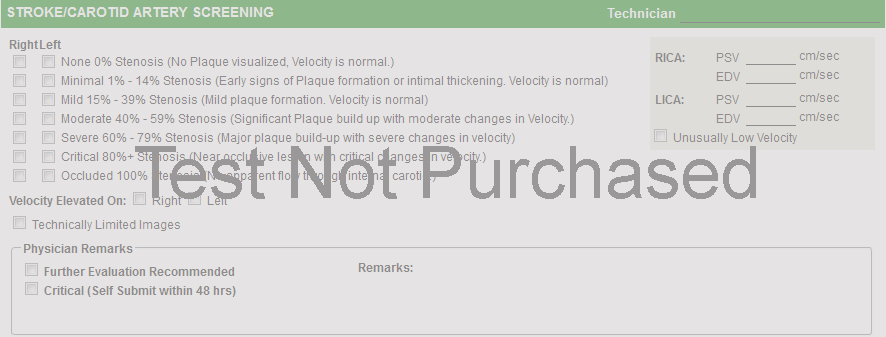 STROKE/CAROTID ARTERY SCREENING
Technician
Right Left
None 0% Stenosis (No Plaque visualized, Velocity is normal.)
Minimal 1% - 14% Stenosis (Early signs of Plaque formation or intimal thickening. Velocity is normal)
Mild 15% - 39% Stenosis (Mild plaque formation. Velocity is normal)
Moderate 40% - 59% Stenosis (Significant Plaque build up with moderate changes in Velocity.)
Severe 60% - 79% Stenosis (Major plaque build-up with severe changes in velocity)
Critical 80%+ Stenosis (Near occlusive lesion with critical changes in velocity.)
Occluded 100% Stenosis (No apparent flow through internal carotid.)
RICA: PSV cm/sec
EDV cm/sec
LICA: PSV cm/sec
EDV cm/sec
Unusually Low Velocity
Test Not Purchased
Velocity Elevated On: Right Left
Technically Limited Images
Physician Remarks
Further Evaluation Recommended
Critical (Self Submit within 48 hrs)
Remarks: